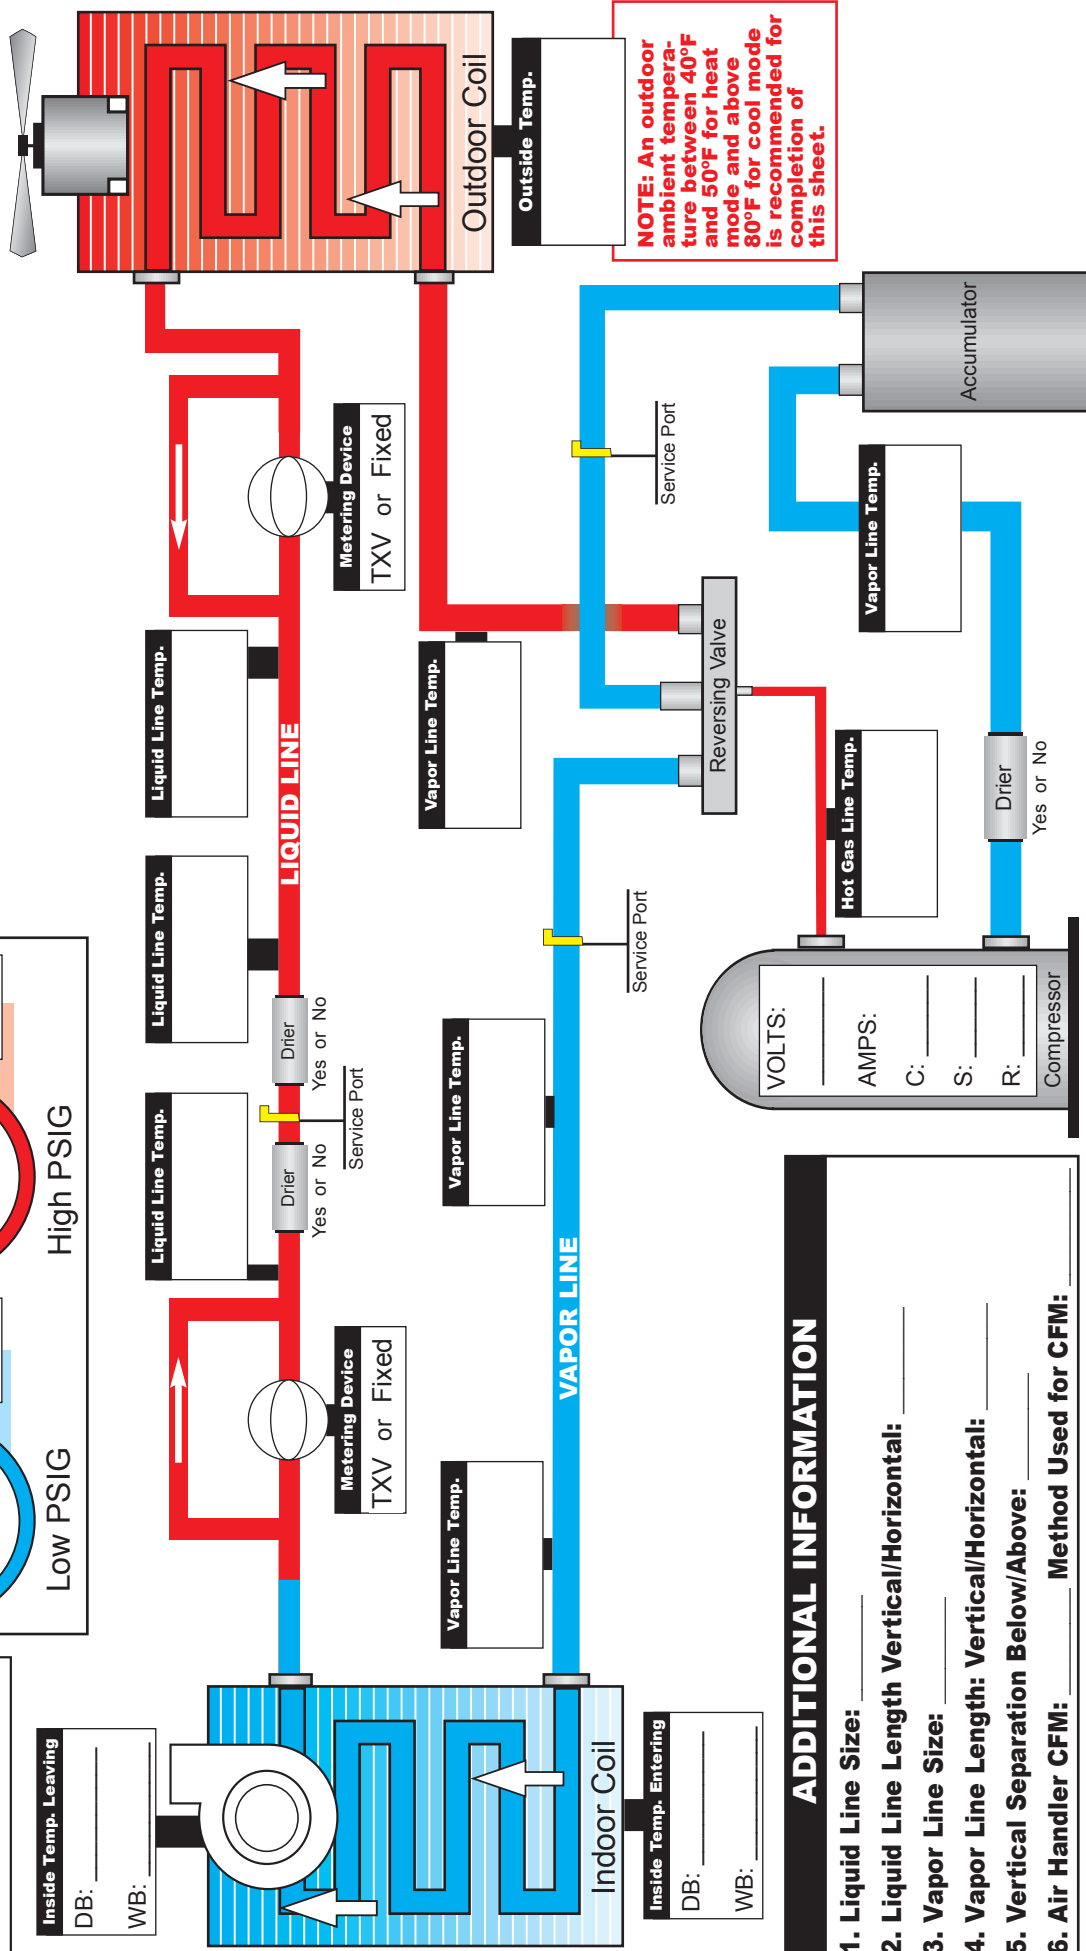 Low PSIG
High PSIG
Inside Temp. Leaving
DB:
WB:
Indoor Coil
Inside Temp. Entering
DB:
WB:
Metering Device
TXV or Fixed
Liquid Line Temp.
Drier
Yes or No
Service Port
Drier
Yes or No
Liquid Line Temp.
LIQUID LINE
Liquid Line Temp.
Metering Device
TXV or Fixed
Outdoor Coil
Outside Temp.
NOTE: An outdoor
ambient tempera-
ture between 40°F
and 50°F for heat
mode and above
80°F for cool mode
is recommended for
completion of
this sheet.
Vapor Line Temp.
VAPOR LINE
Vapor Line Temp.
Service Port
Vapor Line Temp.
Reversing Valve
Service Port
Accumulator
Vapor Line Temp.
Hot Gas Line Temp.
Drier
Yes or No
VOLTS:
AMPS:
C:
S:
R:
Compressor
ADDITIONAL INFORMATION
1. Liquid Line Size:
2. Liquid Line Length Vertical/Horizontal:
3. Vapor Line Size:
4. Vapor Line Length: Vertical/Horizontal:
5. Vertical Separation Below/Above:
6. Air Handler CFM: Method Used for CFM: